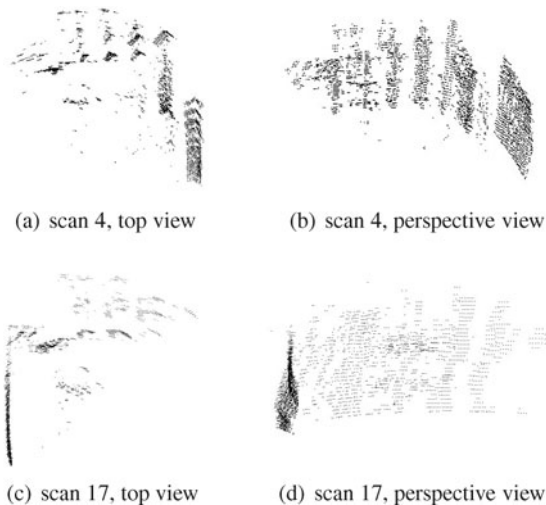 (a) scan 4, top view
(b) scan 4, perspective view
(c) scan 17, top view
(d) scan 17, perspective view